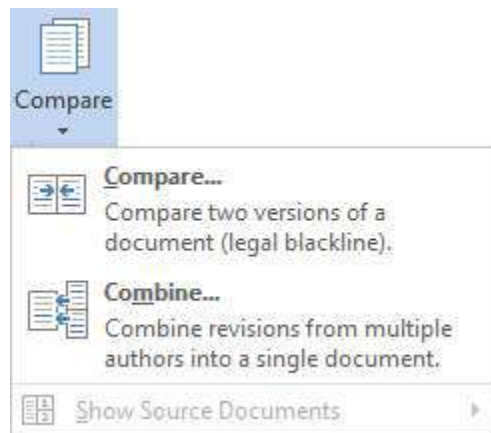 Compare
Compare...
Compare two versions of a
document (legal blackline).
Combine...
Combine revisions from multiple
authors into a single document.
Show Source Documents